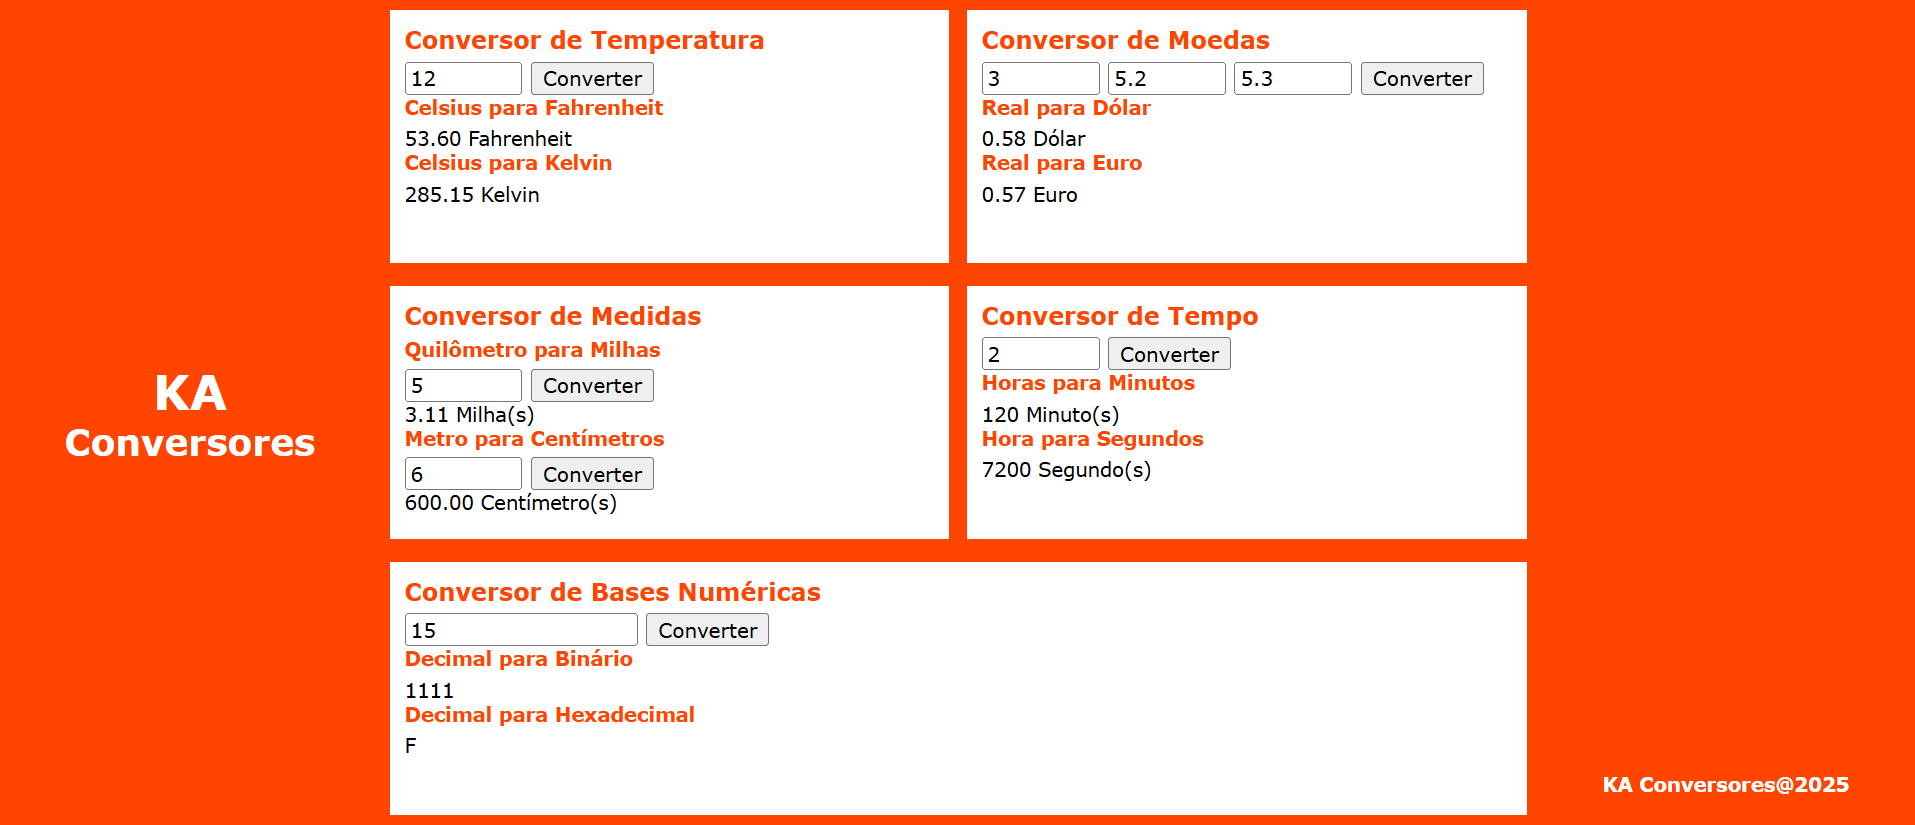 KA
Conversores
Conversor de Temperatura
12 Converter
Celsius para Fahrenheit
53.60 Fahrenheit
Celsius para Kelvin
285.15 Kelvin
Conversor de Moedas
3 5.2 5.3 Converter
Real para Dólar
0.58 Dólar
Real para Euro
0.57 Euro
Conversor de Medidas
Quilômetro para Milhas
5 Converter
3.11 Milha(s)
Metro para Centímetros
6 Converter
600.00 Centímetro(s)
Conversor de Tempo
2 Converter
Horas para Minutos
120 Minuto(s)
Hora para Segundos
7200 Segundo(s)
Conversor de Bases Numéricas
15 Converter
Decimal para Binário
1111
Decimal para Hexadecimal
F
KA Conversores@2025